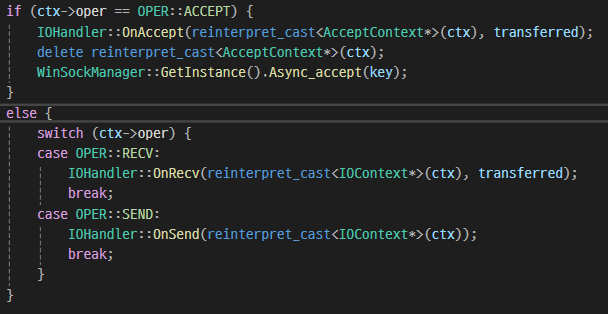 if (ctx->oper == OPER::ACCEPT) {
    IOHandler::OnAccept(reinterpret_cast<AcceptContext*>(ctx), transferred);
    delete reinterpret_cast<AcceptContext*>(ctx);
    WinSockManager::GetInstance().Async_accept(key);
}
else {
    switch (ctx->oper) {
    case OPER::RECV:
        IOHandler::OnRecv(reinterpret_cast<IOContext*>(ctx), transferred);
        break;
    case OPER::SEND:
        IOHandler::OnSend(reinterpret_cast<IOContext*>(ctx));
        break;
    }
}